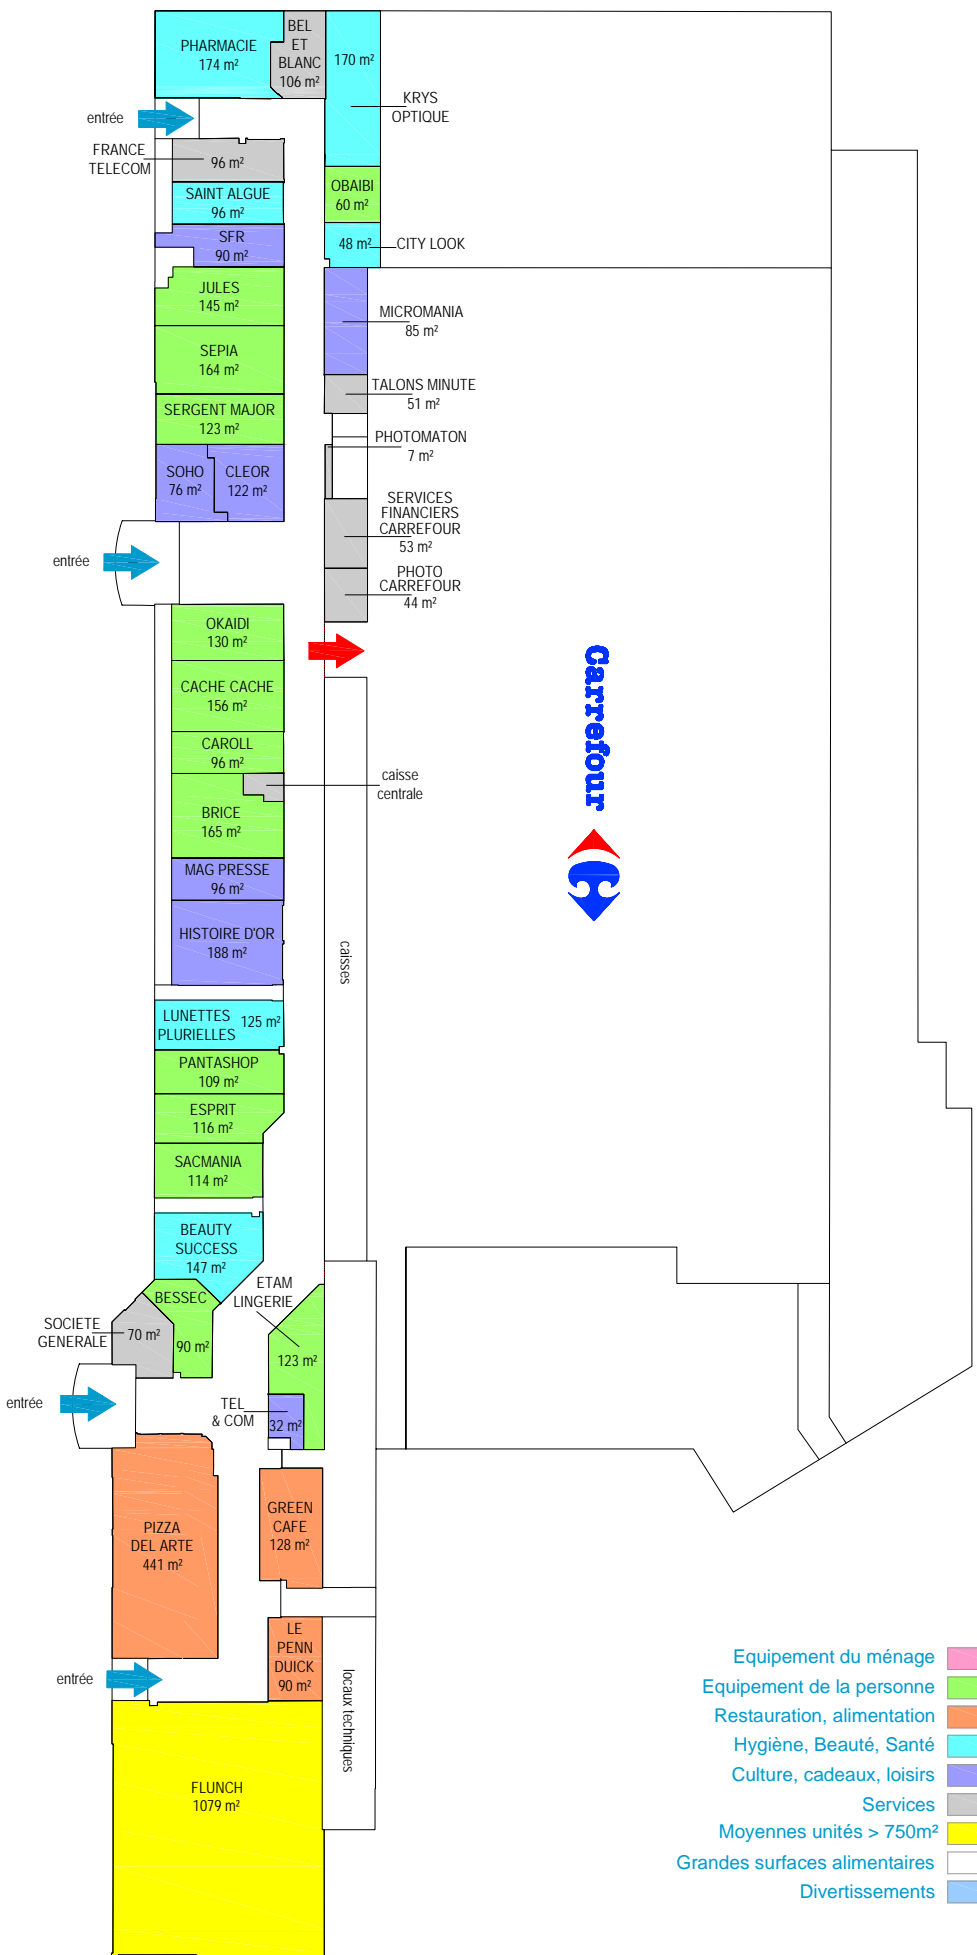 PHARMACIE
174 m²
BEL
ET
BLANC
106 m²
170 m²
KRYS
OPTIQUE
entrée
FRANCE
TELECOM
96 m²
SAINT ALGUE
96 m²
OBAIBI
60 m²
SFR
90 m²
48 m²
CITY LOOK
JULES
145 m²
MICROMANIA
85 m²
SEPIA
164 m²
TALONS MINUTE
51 m²
SERGENT MAJOR
123 m²
PHOTOMATON
7 m²
SOHO
76 m²
CLEOR
122 m²
SERVICES
FINANCIERS
CARREFOUR
53 m²
entrée
PHOTO
CARREFOUR
44 m²
OKAIDI
130 m²
Carrefour
CACHE CACHE
156 m²
CAROLL
96 m²
caisse
centrale
BRICE
165 m²
MAG PRESSE
96 m²
HISTOIRE D'OR
188 m²
caisses
LUNETTES
PLURIELLES
125 m²
PANTASHOP
109 m²
ESPRIT
116 m²
SACMANIA
114 m²
BEAUTY
SUCCESS
147 m²
ETAM
LINGERIE
123 m²
BESSEC
90 m²
SOCIETE
GENERALE
70 m²
entrée
TEL
& COM
32 m²
PIZZA
DEL ARTE
441 m²
GREEN
CAFE
128 m²
LE
PENN
DUICK
90 m²
entrée
locaux techniques
FLUNCH
1079 m²
Equipement du ménage
Equipement de la personne
Restauration, alimentation
Hygiène, Beauté, Santé
Culture, cadeaux, loisirs
Services
Moyennes unités > 750m²
Grandes surfaces alimentaires
Divertissements